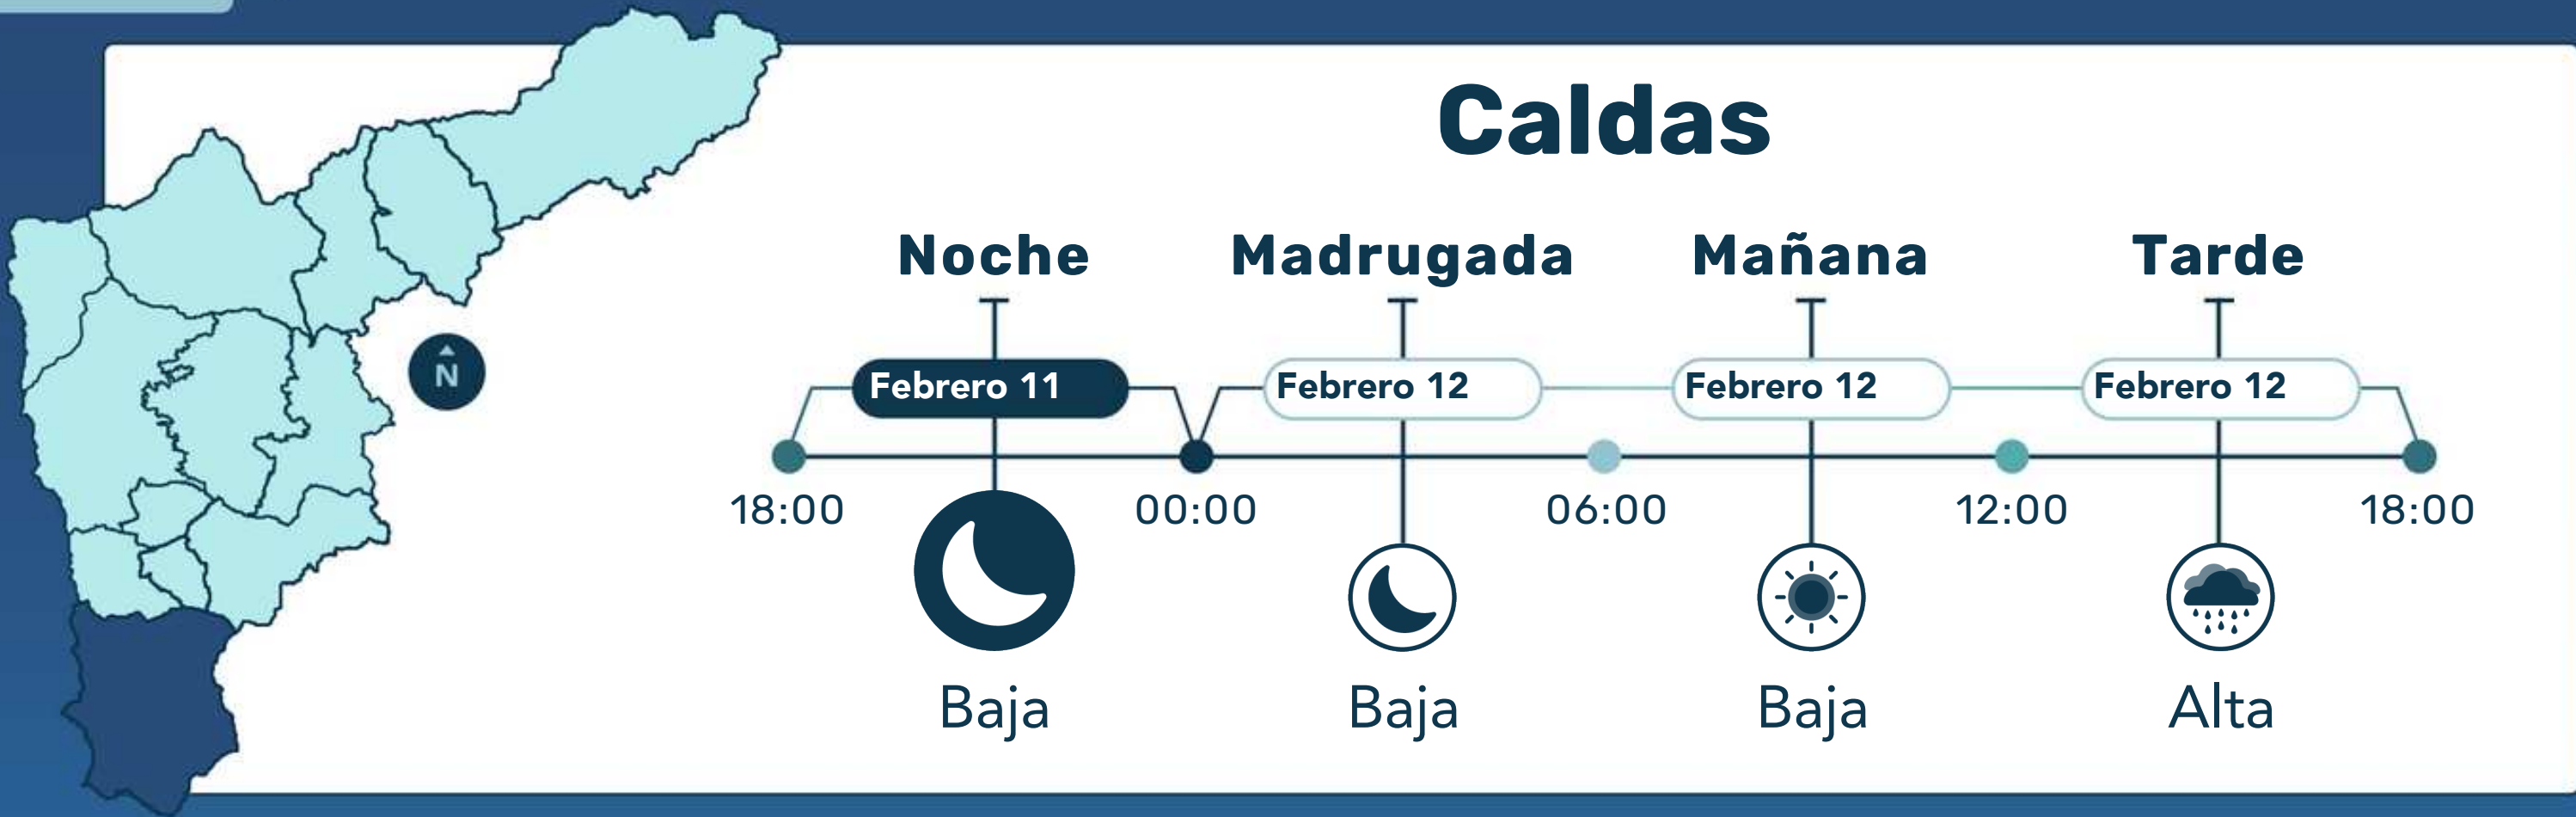 Caldas
Noche Madrugada Mañana Tarde
Febrero 11 Febrero 12 Febrero 12 Febrero 12
N
18:00 00:00 06:00 12:00 18:00
Baja Baja Baja Alta